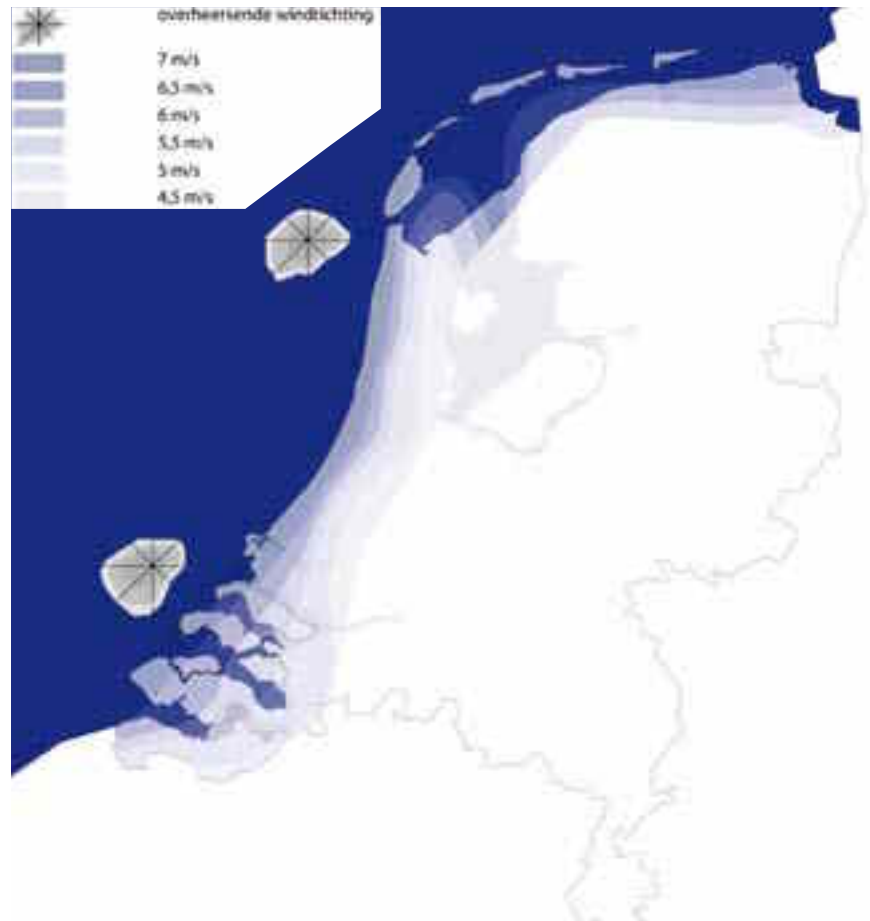 overheersende windrichting
7 m/s
6,5 m/s
6 m/s
5,5 m/s
5 m/s
4,5 m/s